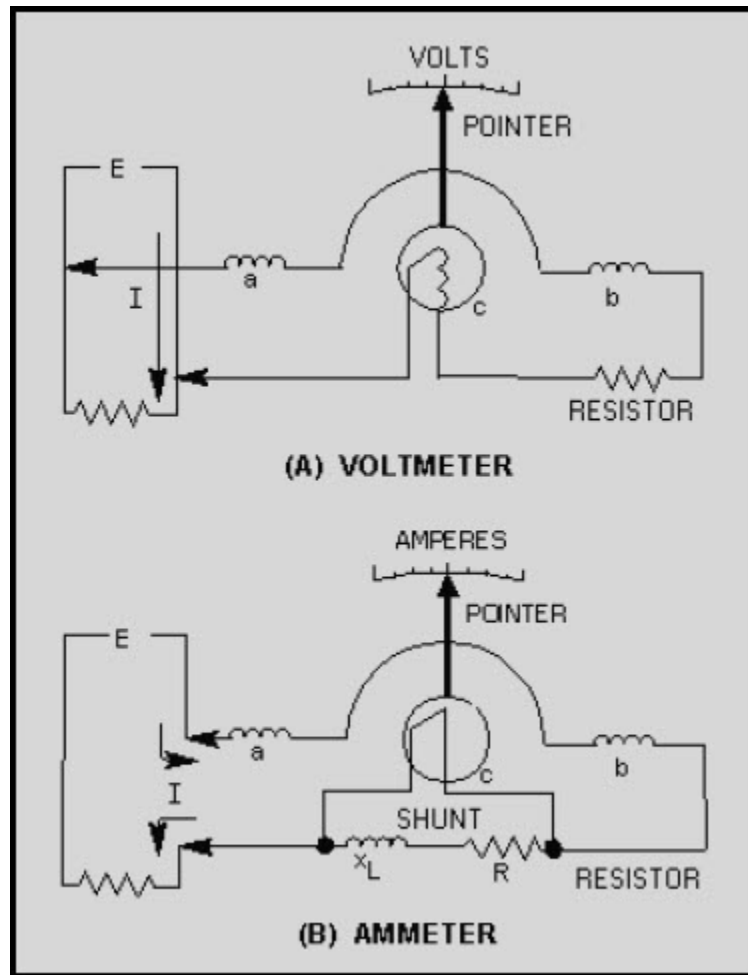 VOLTS
POINTER
E
a
I
c
b
RESISTOR
(A) VOLTMETER
AMPERES
POINTER
E
a
c
b
I
SHUNT
XL
R
RESISTOR
(B) AMMETER